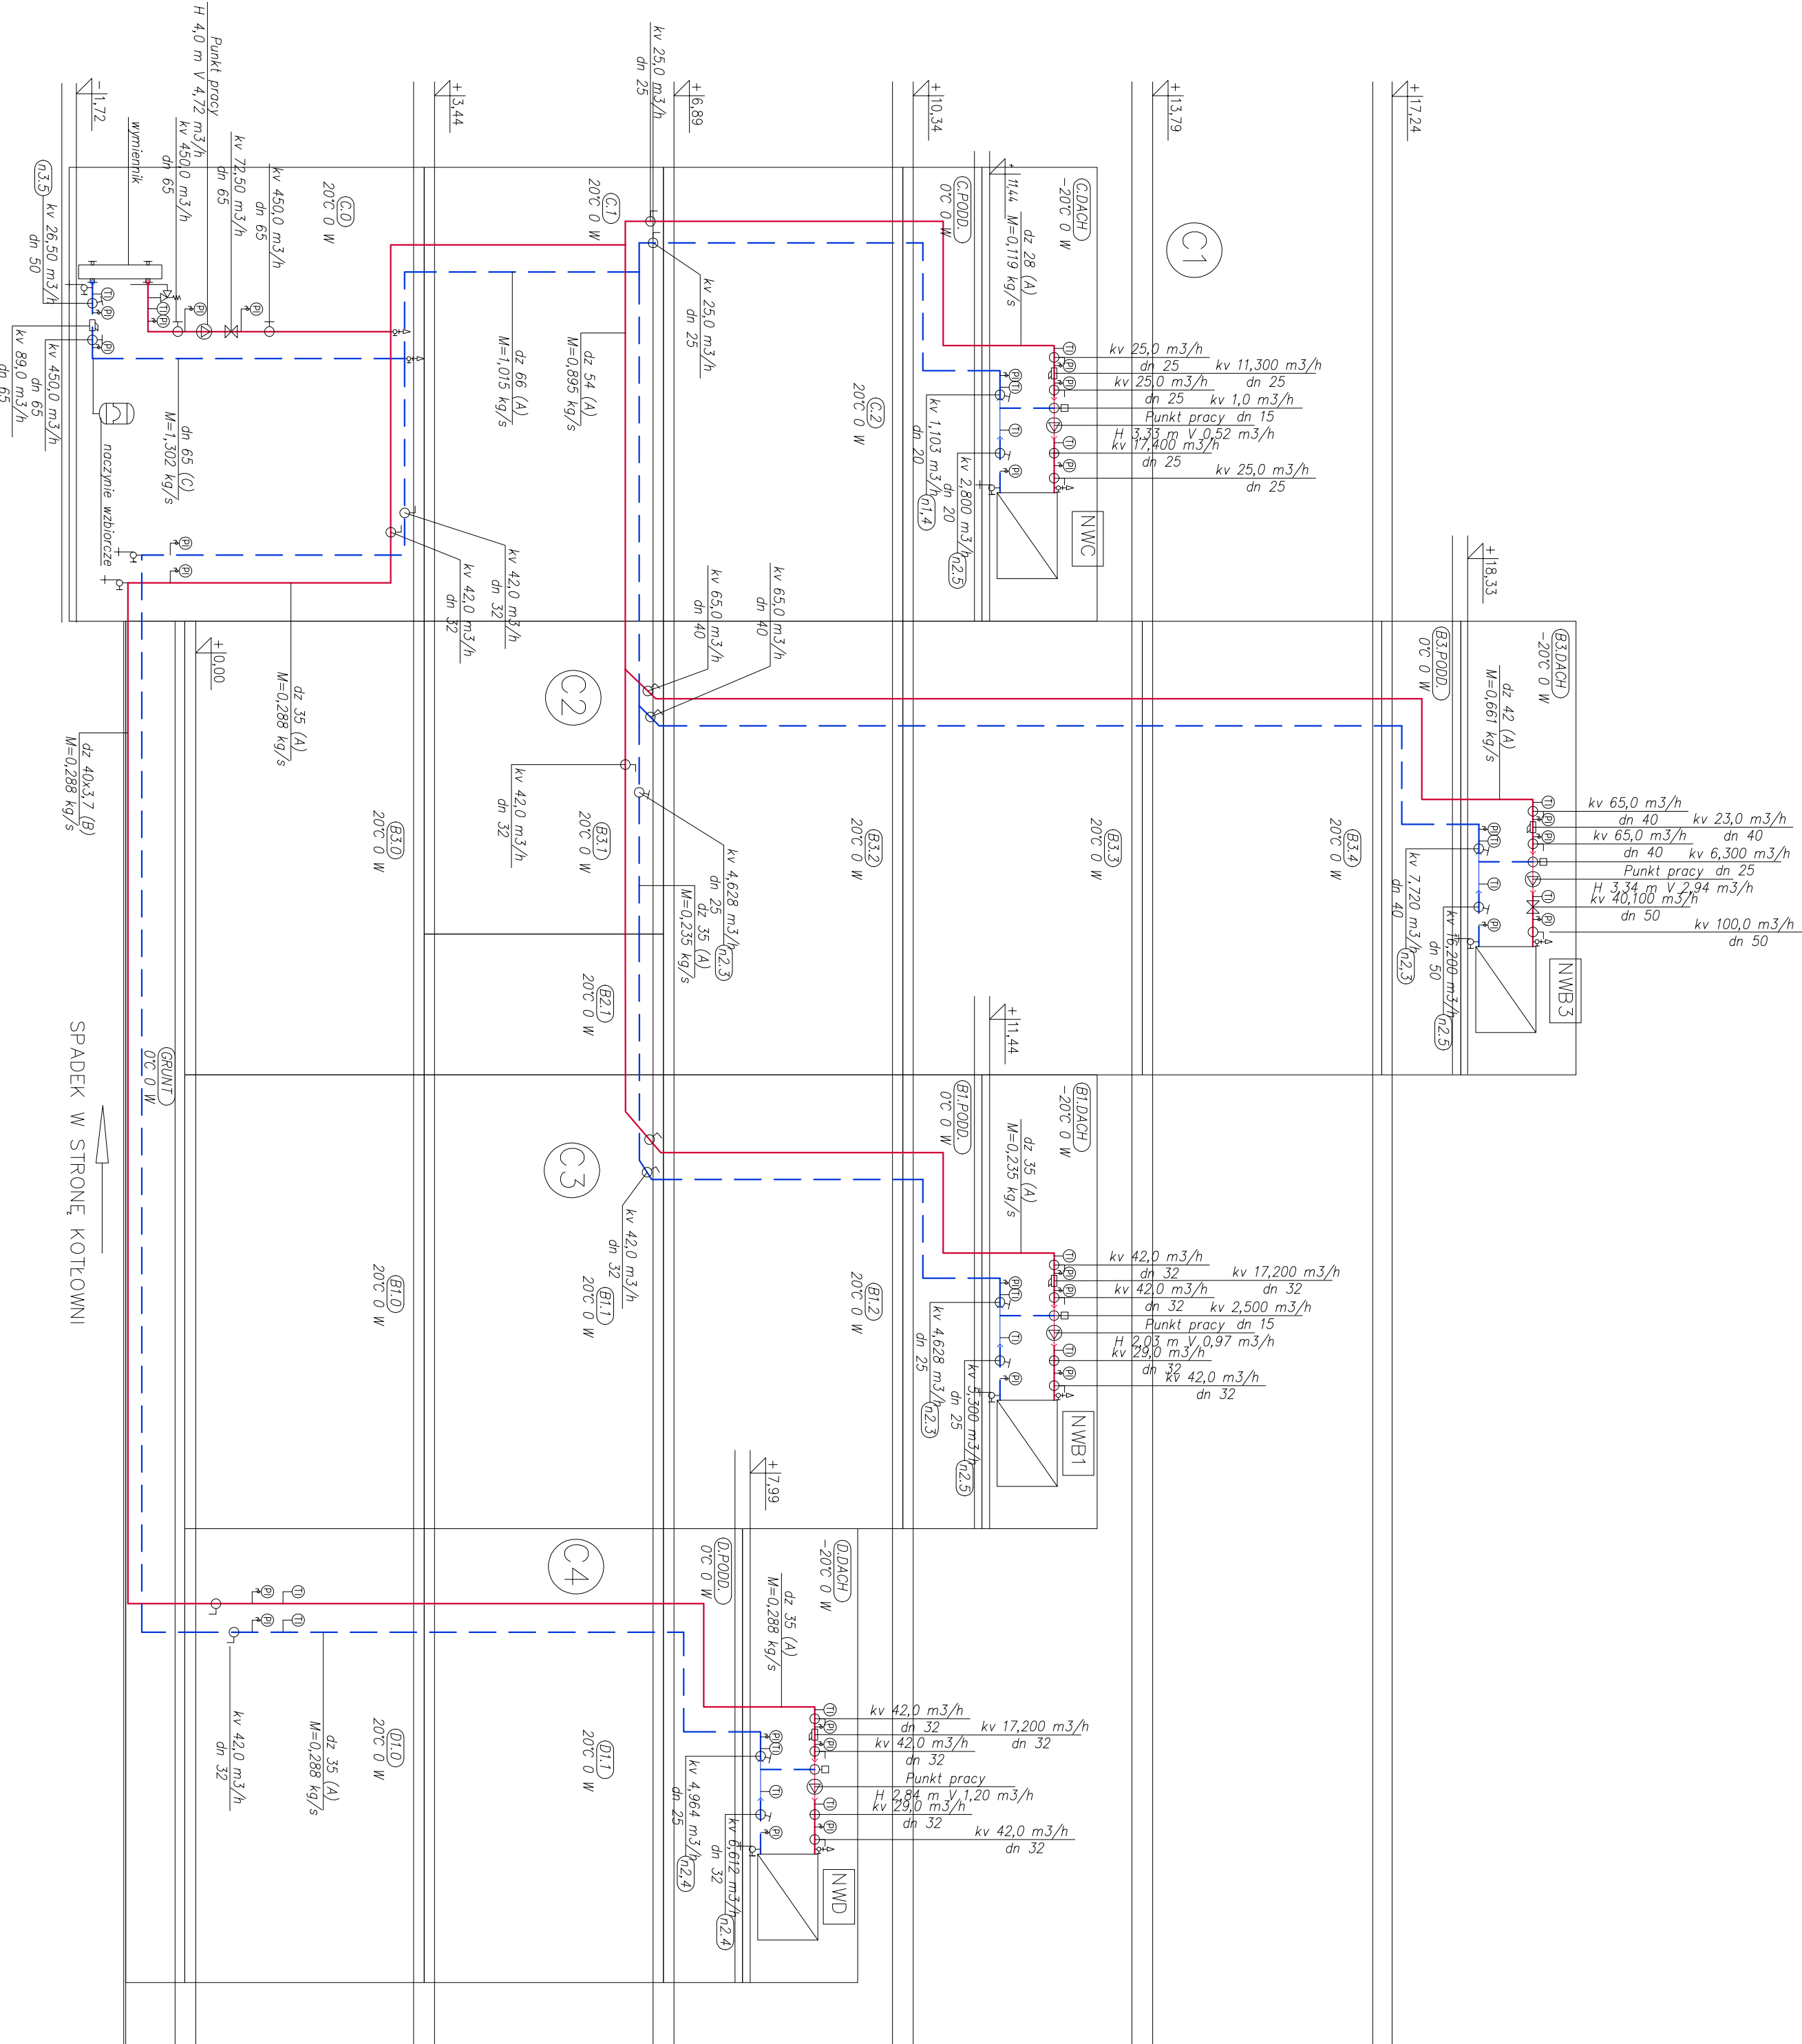 +17,24
+13,79
+10,34
+6,89
+3,44
-1,72
+18,33
+11,44
+7,99
+0,00
11,44
C1
C.DACH
-20°C 0 W
dz 28 (A)
M=0,119 kg/s
C.PODD.
0°C 0 W
kv 25,0 m3/h
dn 25
kv 11,300 m3/h
dn 25
kv 25,0 m3/h
dn 25
kv 1,0 m3/h
dn 15
Punkt pracy
H 3,33 m V 0,52 m3/h
kv 17,400 m3/h
dn 25
kv 25,0 m3/h
dn 25
kv 1,103 m3/h
dn 20
n1,4
kv 2,800 m3/h
dn 20
n2.5
NWC
kv 25,0 m3/h
dn 25
kv 25,0 m3/h
dn 25
C.2
20°C 0 W
C.1
20°C 0 W
C.0
20°C 0 W
dz 54 (A)
M=0,895 kg/s
dz 66 (A)
M=1,015 kg/s
Punkt pracy
H 4,0 m V 4,72 m3/h
kv 450,0 m3/h
dn 65
kv 72,50 m3/h
dn 65
kv 450,0 m3/h
dn 65
wymiennik
n3.5
kv 26,50 m3/h
dn 50
kv 450,0 m3/h
dn 65
kv 89,0 m3/h
dn 65
dn 65 (C)
M=1,302 kg/s
naczynie wzbiorcze
kv 42,0 m3/h
dn 32
kv 42,0 m3/h
dn 32
dz 35 (A)
M=0,288 kg/s
dz 40x3,7 (B)
M=0,288 kg/s
C2
B3.DACH
-20°C 0 W
dz 42 (A)
M=0,661 kg/s
B3.PODD.
0°C 0 W
kv 65,0 m3/h
dn 40
kv 23,0 m3/h
dn 40
kv 65,0 m3/h
dn 40
kv 6,300 m3/h
dn 25
Punkt pracy
H 3,34 m V 2,94 m3/h
kv 40,100 m3/h
dn 50
kv 100,0 m3/h
dn 50
kv 7,720 m3/h
dn 40
n2,3
kv 16,200 m3/h
dn 50
n2.5
NWB3
kv 65,0 m3/h
dn 40
kv 65,0 m3/h
dn 40
B3.4
20°C 0 W
B3.3
20°C 0 W
B3.2
20°C 0 W
B3.1
20°C 0 W
B3.0
20°C 0 W
kv 42,0 m3/h
dn 32
kv 4,628 m3/h
dn 25
n2.3
dz 35 (A)
M=0,235 kg/s
B2.1
20°C 0 W
GRUNT
0°C 0 W
SPADEK W STRONĘ KOTŁOWNI
C3
B1.DACH
-20°C 0 W
dz 35 (A)
M=0,235 kg/s
B1.PODD.
0°C 0 W
kv 42,0 m3/h
dn 32
kv 17,200 m3/h
dn 32
kv 42,0 m3/h
dn 32
kv 2,500 m3/h
dn 15
Punkt pracy
H 2,03 m V 0,97 m3/h
kv 29,0 m3/h
dn 32
kv 42,0 m3/h
dn 32
kv 4,628 m3/h
dn 25
n2.3
kv 5,300 m3/h
dn 25
n2.5
NWB1
B1.2
20°C 0 W
kv 42,0 m3/h
dn 32
B1.1
20°C 0 W
B1.0
20°C 0 W
C4
D.DACH
-20°C 0 W
dz 35 (A)
M=0,288 kg/s
D.PODD.
0°C 0 W
kv 42,0 m3/h
dn 32
kv 17,200 m3/h
dn 32
kv 42,0 m3/h
dn 32
Punkt pracy
H 2,84 m V 1,20 m3/h
kv 29,0 m3/h
dn 32
kv 42,0 m3/h
dn 32
kv 4,964 m3/h
dn 25
n2,4
kv 6,612 m3/h
dn 32
n2.4
NWD
D1.1
20°C 0 W
D1.0
20°C 0 W
dz 35 (A)
M=0,288 kg/s
kv 42,0 m3/h
dn 32